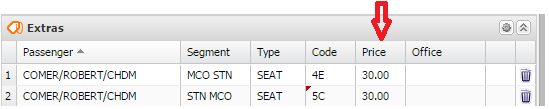 Extras
Passenger Segment Type Code Price Office
1 COMER/ROBERT/CHDM MCO STN SEAT 4E 30.00
2 COMER/ROBERT/CHDM STN MCO SEAT 5C 30.00